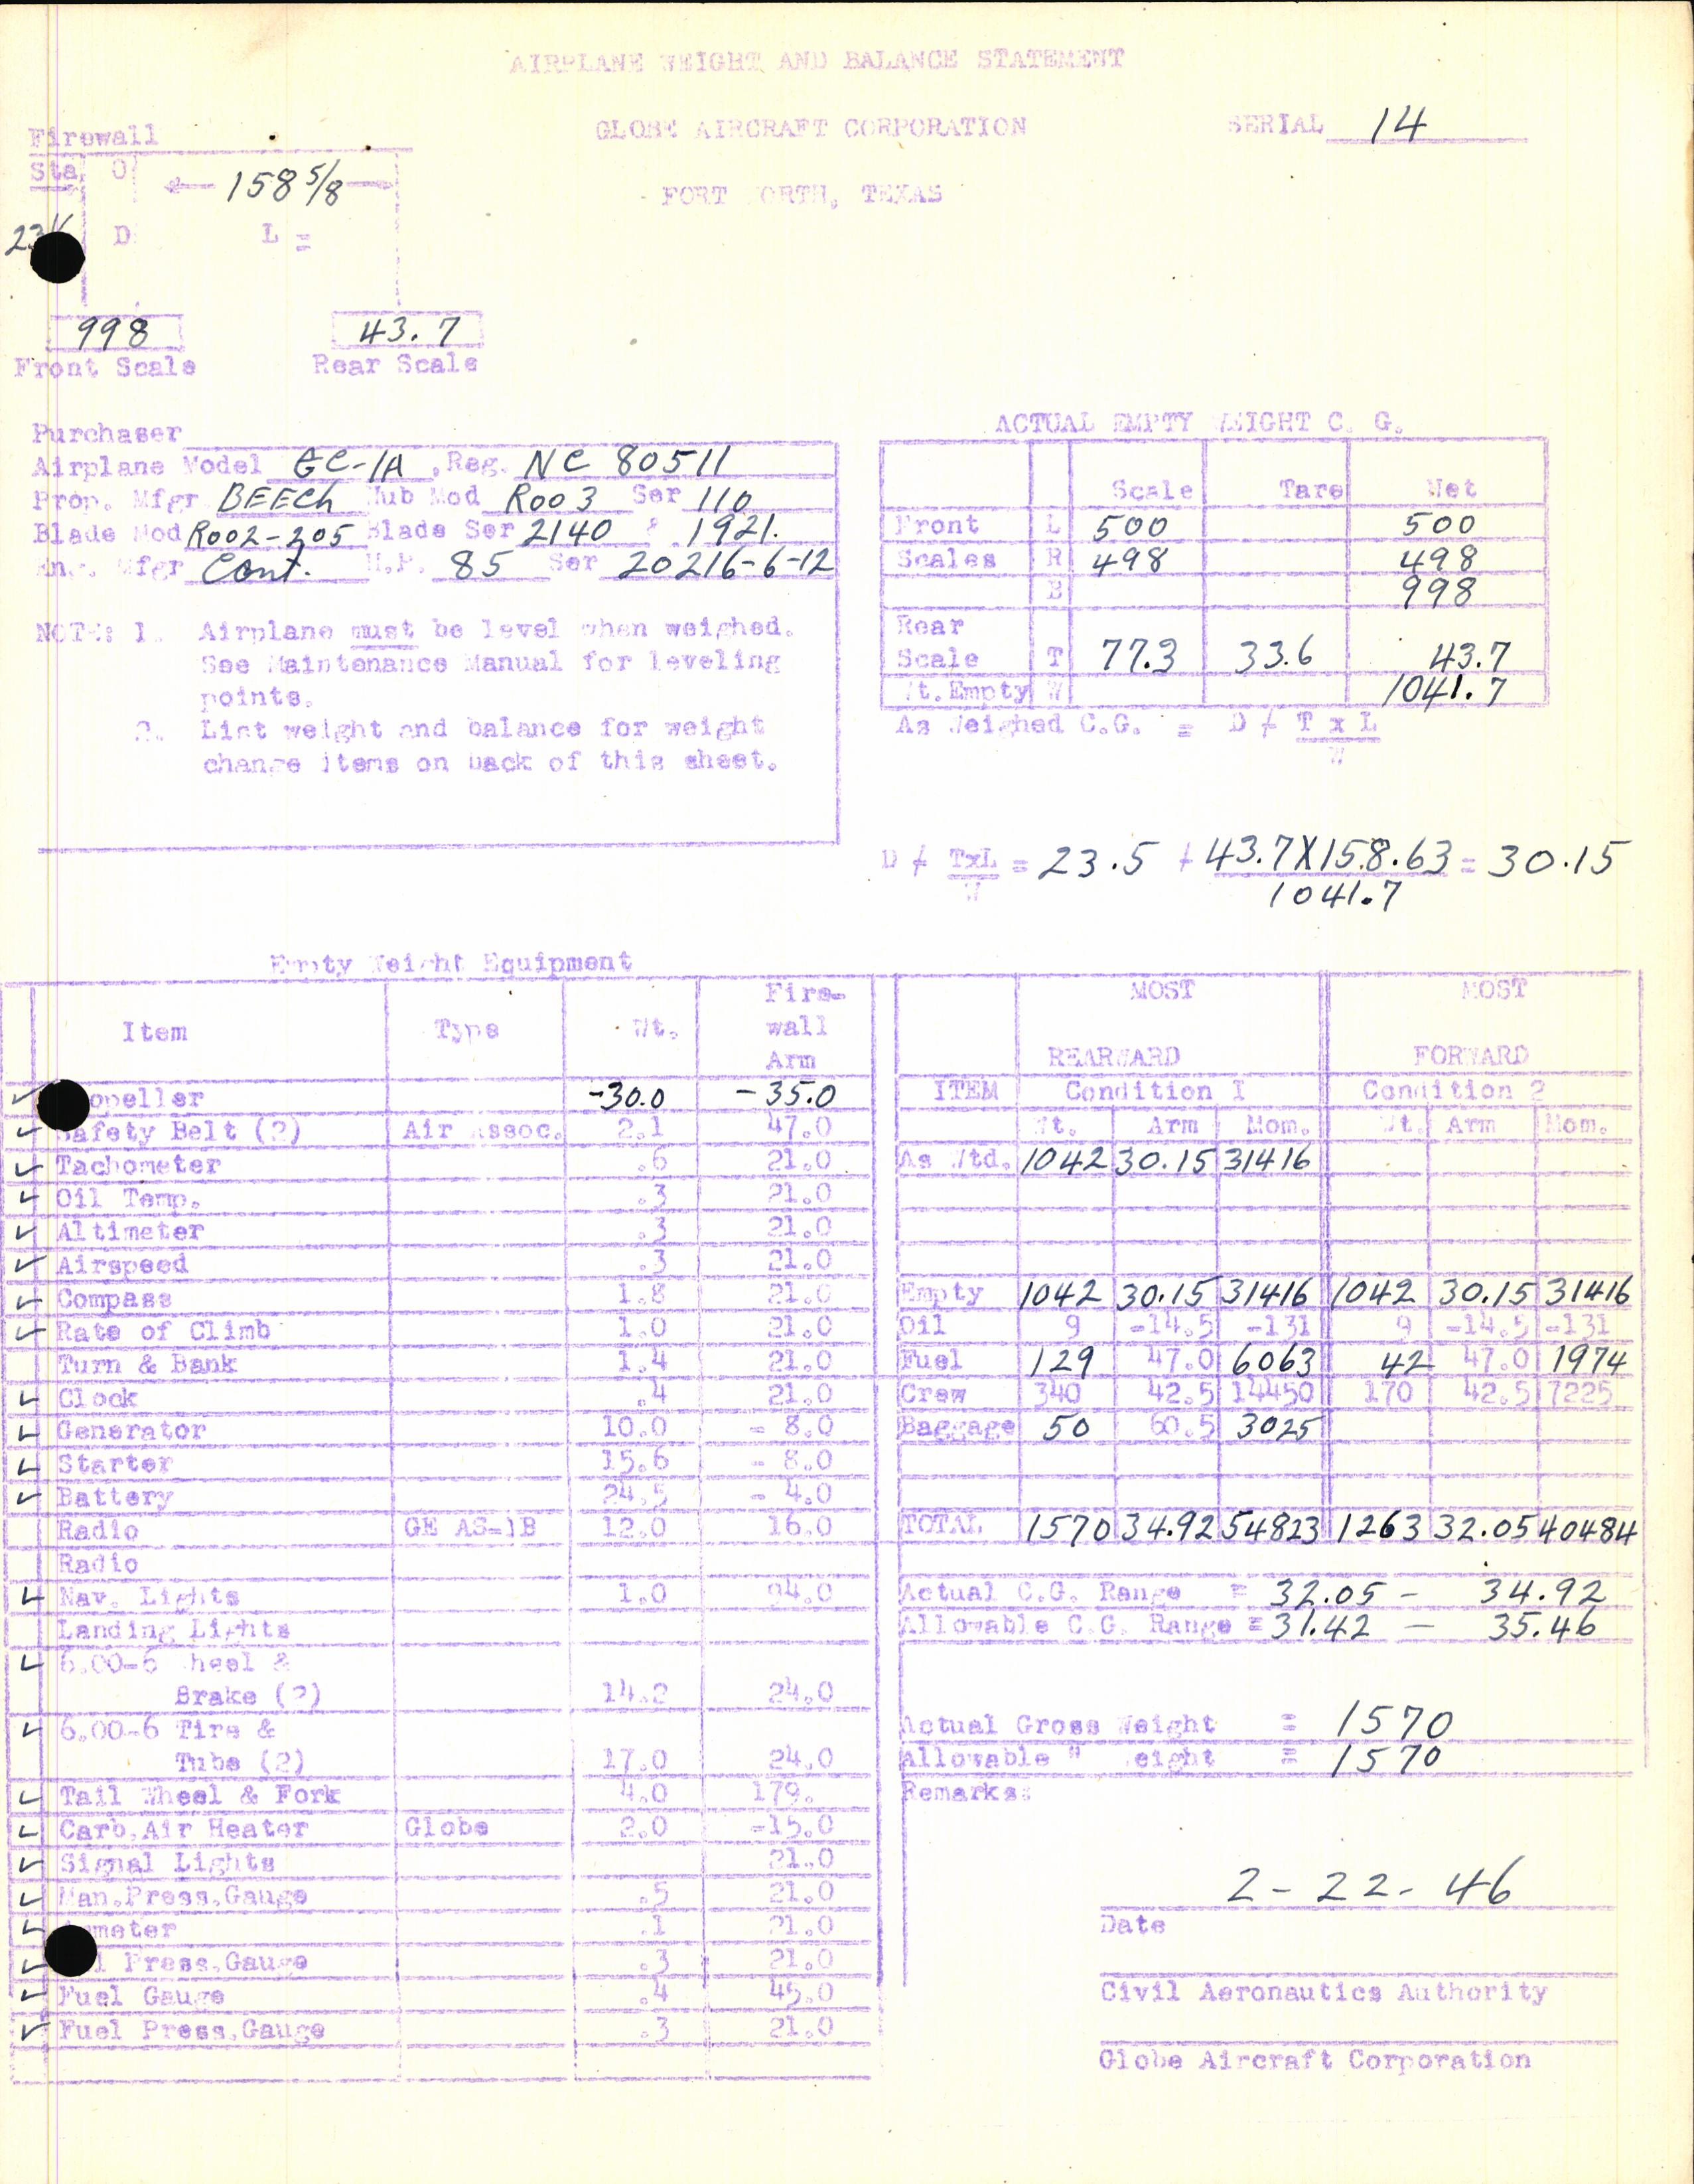 AIRPLANE WEIGHT AND BALANCE STATEMENT
GLOBE AIRCRAFT CORPORATION
SERIAL 14
FORT WORTH, TEXAS
Firewall
Sta. 0
158 5/8
D L =
998 43.7
Front Scale Rear Scale
Purchaser
Airplane Model GC-1A , Reg. NC 80511
Prop. Mfgr BEECH Hub Mod R003 Ser 110
Blade Mod R002-205 Blade Ser 2140 & 1921.
Eng. Mfgr Cont. H.P. 85 Ser 20216-6-12
NOTE: 1. Airplane must be level when weighed.
See Maintenance Manual for leveling
points.
2. List weight and balance for weight
change items on back of this sheet.
ACTUAL EMPTY WEIGHT C. G.
Scale Tare Net
Front L 500 500
Scales R 498 498
B 998
Rear
Scale T 77.3 33.6 43.7
Wt. Empty W 1041.7
As Weighed C.G. = D + T x L
W
D + TxL = 23.5 + 43.7X158.63 = 30.15
W 1041.7
Empty Weight Equipment
Item Type Wt. Fire-
wall
Arm
opeller -30.0 -35.0
✓ Safety Belt (2) Air Assoc. 2.1 47.0
✓ Tachometer .6 21.0
✓ Oil Temp. .3 21.0
✓ Altimeter .3 21.0
✓ Airspeed .3 21.0
✓ Compass 1.8 21.0
✓ Rate of Climb 1.0 21.0
Turn & Bank 1.4 21.0
✓ Clock .4 21.0
✓ Generator 10.0 - 8.0
✓ Starter 15.6 - 8.0
✓ Battery 24.5 - 4.0
Radio GE AS-1B 12.0 16.0
Radio
✓ Nav. Lights 1.0 94.0
Landing Lights
✓ 6.00-6 Wheel &
Brake (2) 14.2 24.0
✓ 6.00-6 Tire &
Tube (2) 17.0 24.0
✓ Tail Wheel & Fork 4.0 179.
✓ Carb. Air Heater Globe 2.0 -15.0
✓ Signal Lights 21.0
✓ Man. Press. Gauge .5 21.0
✓ meter .1 21.0
✓ l Press. Gauge .3 21.0
✓ Fuel Gauge .4 45.0
✓ Fuel Press. Gauge .3 21.0
MOST MOST
REARWARD FORWARD
ITEM Condition 1 Condition 2
Wt. Arm Mom. Wt. Arm Mom.
As Wtd. 1042 30.15 31416
Empty 1042 30.15 31416 1042 30.15 31416
Oil 9 -14.5 -131 9 -14.5 -131
Fuel 129 47.0 6063 42 47.0 1974
Crew 340 42.5 14450 170 42.5 7225
Baggage 50 60.5 3025
TOTAL 1570 34.92 54823 1263 32.05 40484
Actual C.G. Range = 32.05 - 34.92
Allowable C.G. Range = 31.42 - 35.46
Actual Gross Weight = 1570
Allowable " Weight = 1570
Remarks:
2-22-46
Date
Civil Aeronautics Authority
Globe Aircraft Corporation